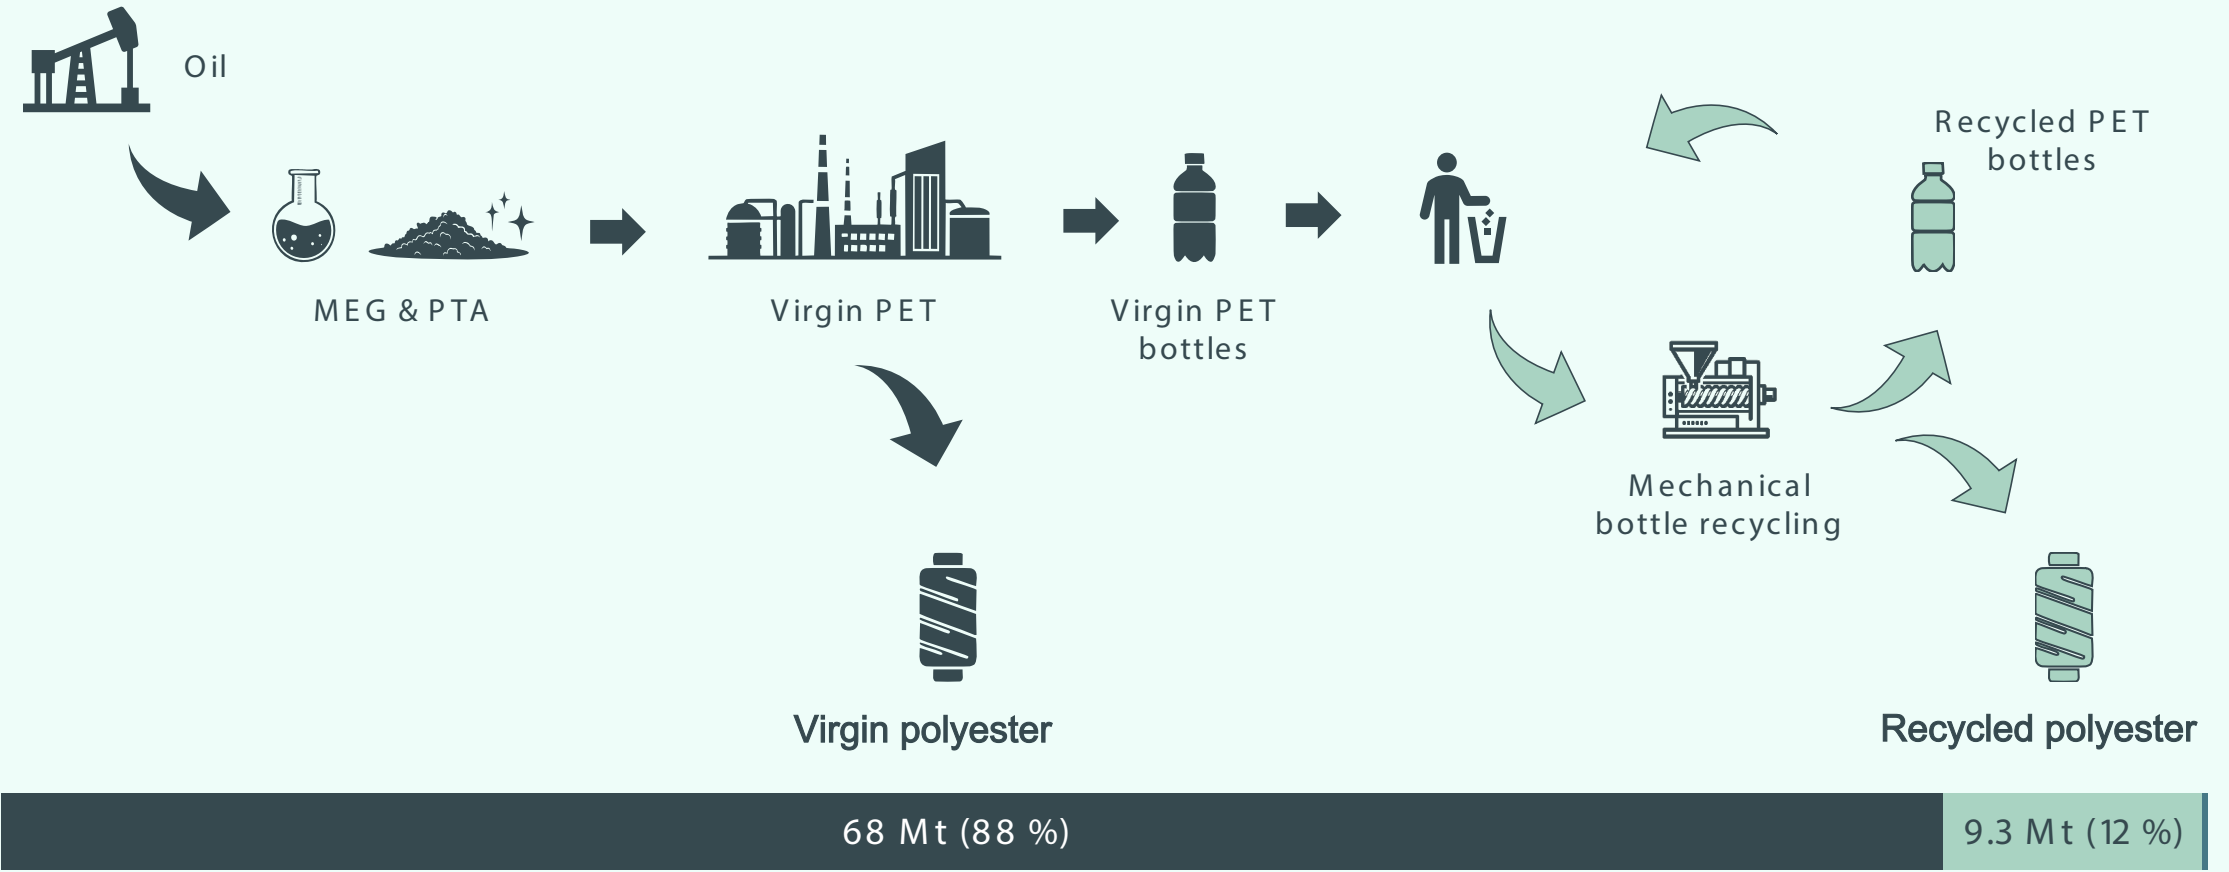 Oil
MEG & PTA
Virgin PET
Virgin PET
bottles
Recycled PET
bottles
Mechanical
bottle recycling
Virgin polyester
Recycled polyester
68 Mt (88 %)
9.3 Mt (12 %)